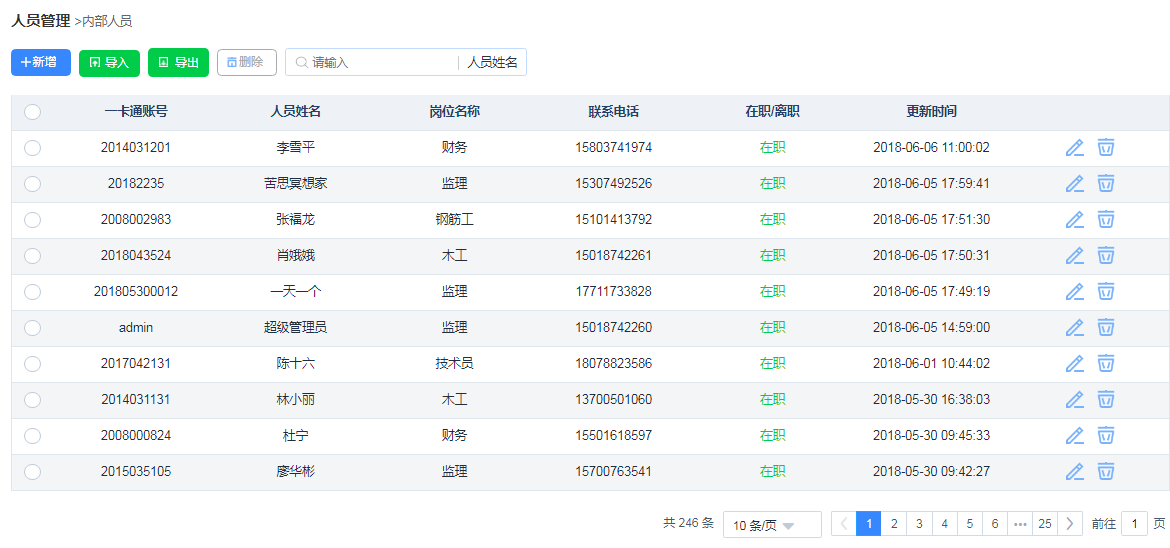 人员管理 >内部人员
+新增 导入 导出 删除 请输入 人员姓名
一卡通账号 人员姓名 岗位名称 联系电话 在职/离职 更新时间
2014031201 李雪平 财务 15803741974 在职 2018-06-06 11:00:02
20182235 苦思冥想家 监理 15307492526 在职 2018-06-05 17:59:41
2008002983 张福龙 钢筋工 15101413792 在职 2018-06-05 17:51:30
2018043524 肖娥娥 木工 15018742261 在职 2018-06-05 17:50:31
201805300012 一天一个 监理 17711733828 在职 2018-06-05 17:49:19
admin 超级管理员 监理 15018742260 在职 2018-06-05 14:59:00
2017042131 陈十六 技术员 18078823586 在职 2018-06-01 10:44:02
2014031131 林小丽 木工 13700501060 在职 2018-05-30 16:38:03
2008000824 杜宁 财务 15501618597 在职 2018-05-30 09:45:33
2015035105 廖华彬 监理 15700763541 在职 2018-05-30 09:42:27
共 246 条 10 条/页 1 2 3 4 5 6 ••• 25 前往 1 页